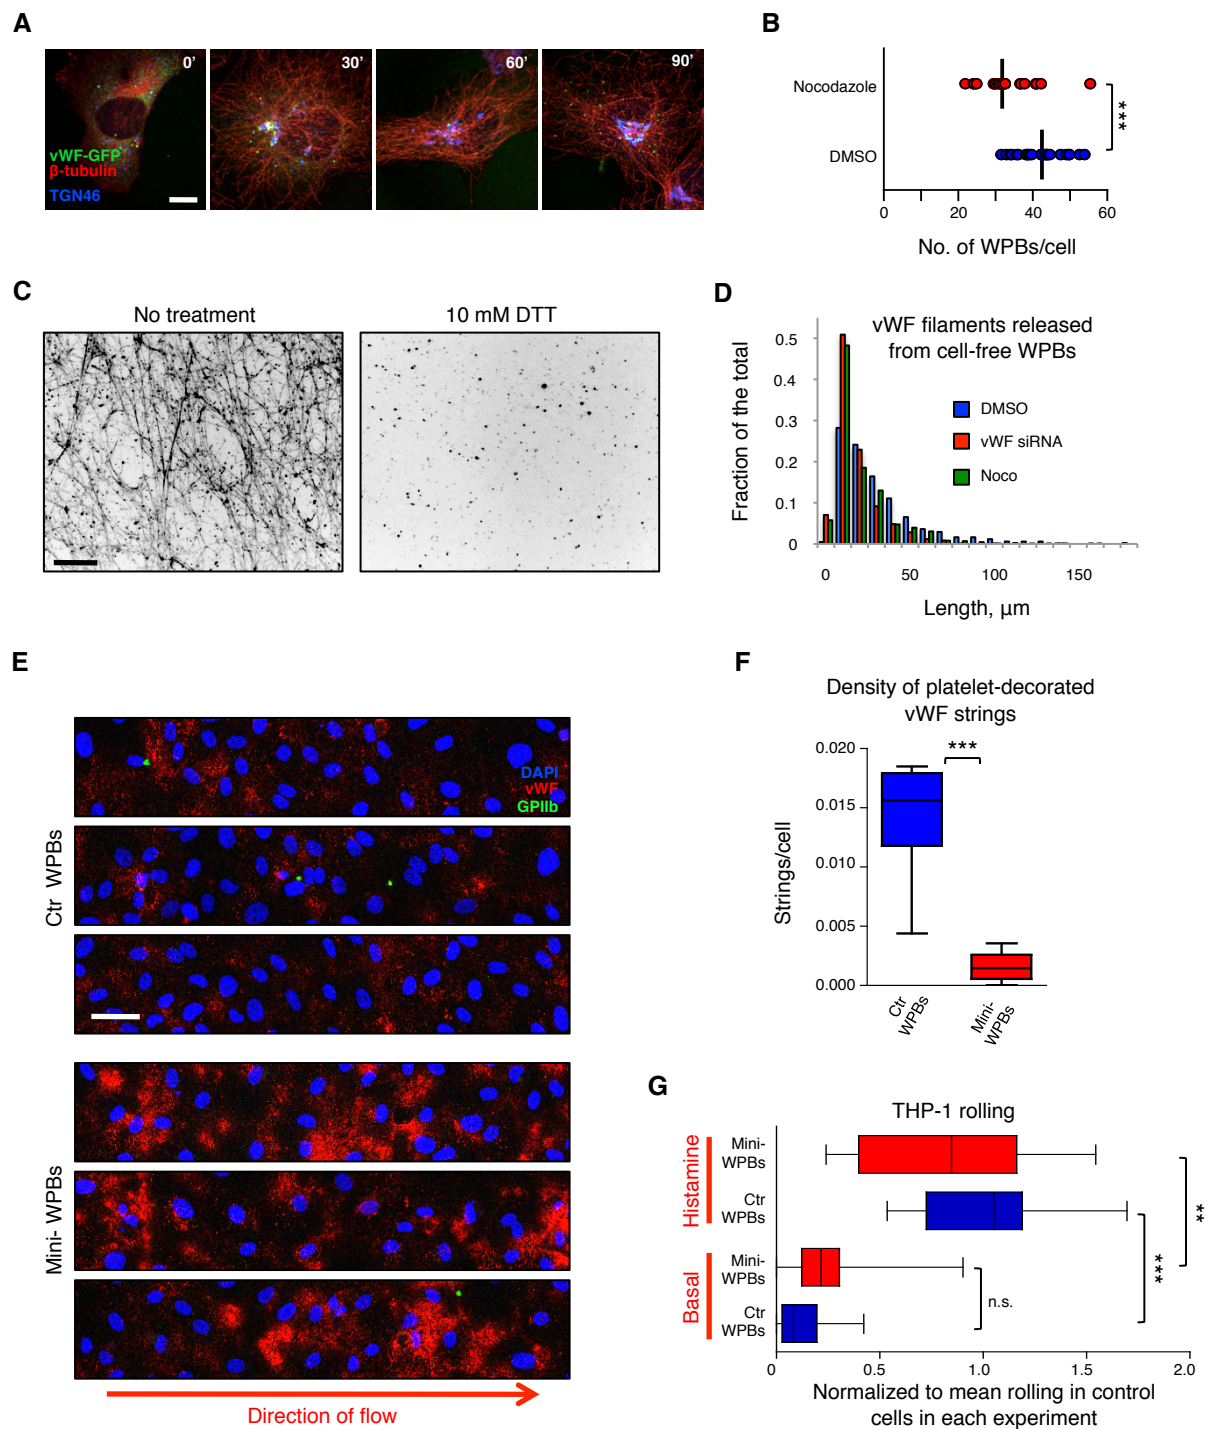 A
0’
30’
60’
90’
vWF-GFP
β-tubulin
TGN46
B
Nocodazole
DMSO
***
0
20
40
60
No. of WPBs/cell
C
No treatment
10 mM DTT
D
vWF filaments released
from cell-free WPBs
Fraction of the total
0.5
0.4
0.3
0.2
0.1
0
DMSO
vWF siRNA
Noco
0
50
100
150
Length, μm
E
Ctr WPBs
DAPI
vWF
GPIIb
Mini- WPBs
Direction of flow
F
Density of platelet-decorated
vWF strings
Strings/cell
0.020
0.015
0.010
0.005
0.000
***
Ctr
WPBs
Mini-
WPBs
G
THP-1 rolling
Histamine
Mini-
WPBs
Ctr
WPBs
Basal
Mini-
WPBs
Ctr
WPBs
n.s.
***
**
0
0.5
1.0
1.5
2.0
Normalized to mean rolling in control
cells in each experiment